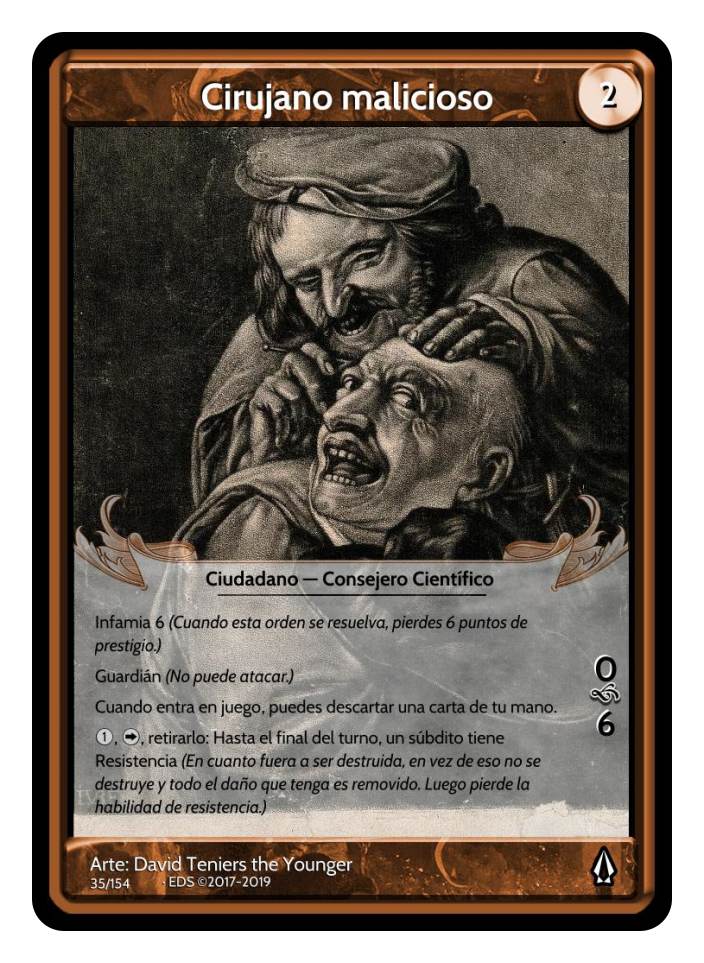 Cirujano malicioso
2
Ciudadano — Consejero Científico
Infamia 6 (Cuando esta orden se resuelva, pierdes 6 puntos de
prestigio.)
Guardián (No puede atacar.)
Cuando entra en juego, puedes descartar una carta de tu mano.
①, ➡, retirarlo: Hasta el final del turno, un súbdito tiene
Resistencia (En cuanto fuera a ser destruida, en vez de eso no se
destruye y todo el daño que tenga es removido. Luego pierde la
habilidad de resistencia.)
0
6
Arte: David Teniers the Younger
35/154 · EDS ©2017-2019